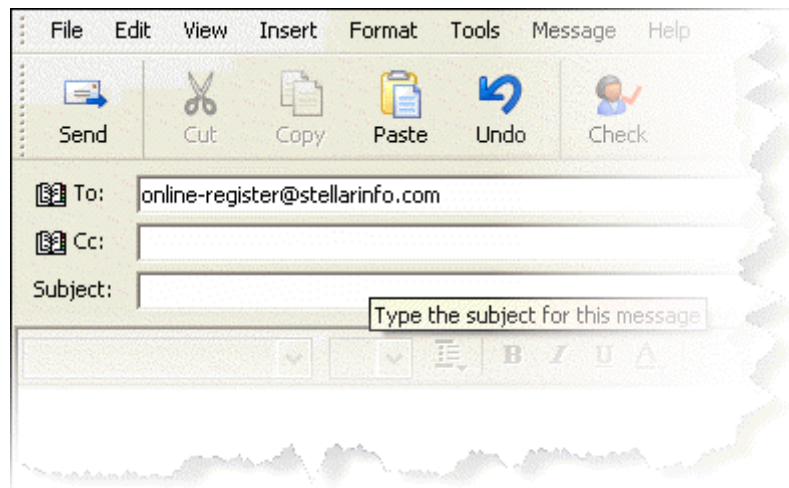 File Edit View Insert Format Tools Message Help
Send Cut Copy Paste Undo Check
To: online-register@stellarinfo.com
Cc:
Subject:
Type the subject for this message
B I U A